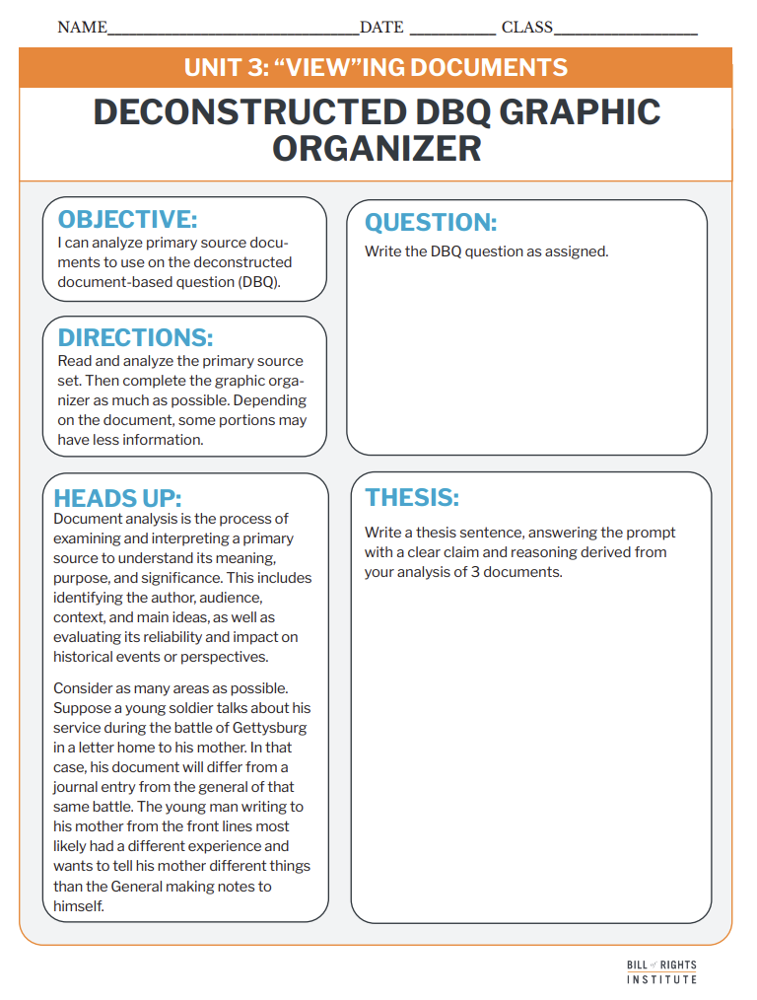 NAME________________________________DATE ___________ CLASS__________________
UNIT 3: “VIEW”ING DOCUMENTS
DECONSTRUCTED DBQ GRAPHIC
ORGANIZER
OBJECTIVE:
I can analyze primary source docu-
ments to use on the deconstructed
document-based question (DBQ).
DIRECTIONS:
Read and analyze the primary source
set. Then complete the graphic orga-
nizer as much as possible. Depending
on the document, some portions may
have less information.
HEADS UP:
Document analysis is the process of
examining and interpreting a primary
source to understand its meaning,
purpose, and significance. This includes
identifying the author, audience,
context, and main ideas, as well as
evaluating its reliability and impact on
historical events or perspectives.
Consider as many areas as possible.
Suppose a young soldier talks about his
service during the battle of Gettysburg
in a letter home to his mother. In that
case, his document will differ from a
journal entry from the general of that
same battle. The young man writing to
his mother from the front lines most
likely had a different experience and
wants to tell his mother different things
than the General making notes to
himself.
QUESTION:
Write the DBQ question as assigned.
THESIS:
Write a thesis sentence, answering the prompt
with a clear claim and reasoning derived from
your analysis of 3 documents.
BILL of RIGHTS
INSTITUTE